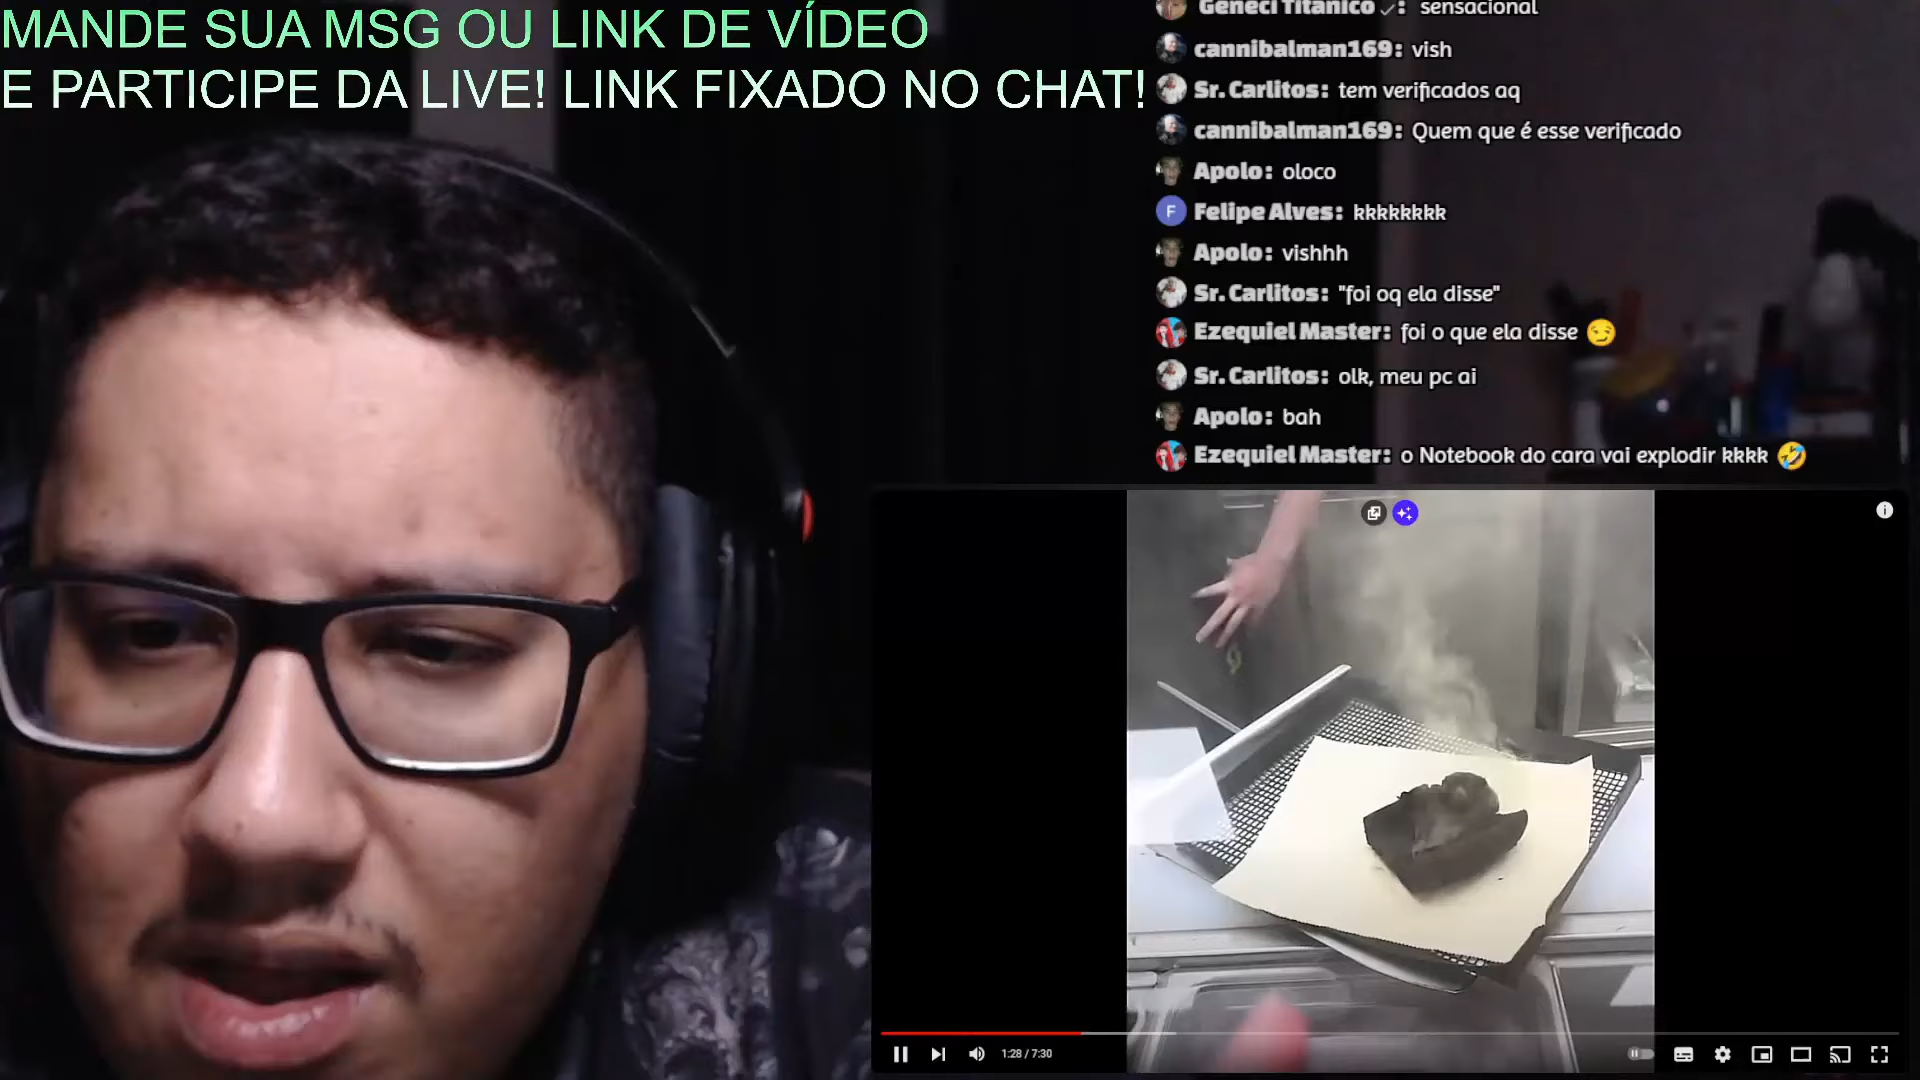 MANDE SUA MSG OU LINK DE VÍDEO
E PARTICIPE DA LIVE! LINK FIXADO NO CHAT!
Geneci Titanico: sensacional
cannibalman169: vish
Sr. Carlitos: tem verificados aq
cannibalman169: Quem que é esse verificado
Apolo: oloco
F Felipe Alves: kkkkkkkk
Apolo: vishhh
Sr. Carlitos: "foi oq ela disse"
Ezequiel Master: foi o que ela disse 😏
Sr. Carlitos: olk, meu pc ai
Apolo: bah
Ezequiel Master: o Notebook do cara vai explodir kkkk 🤣
1:28 / 7:30